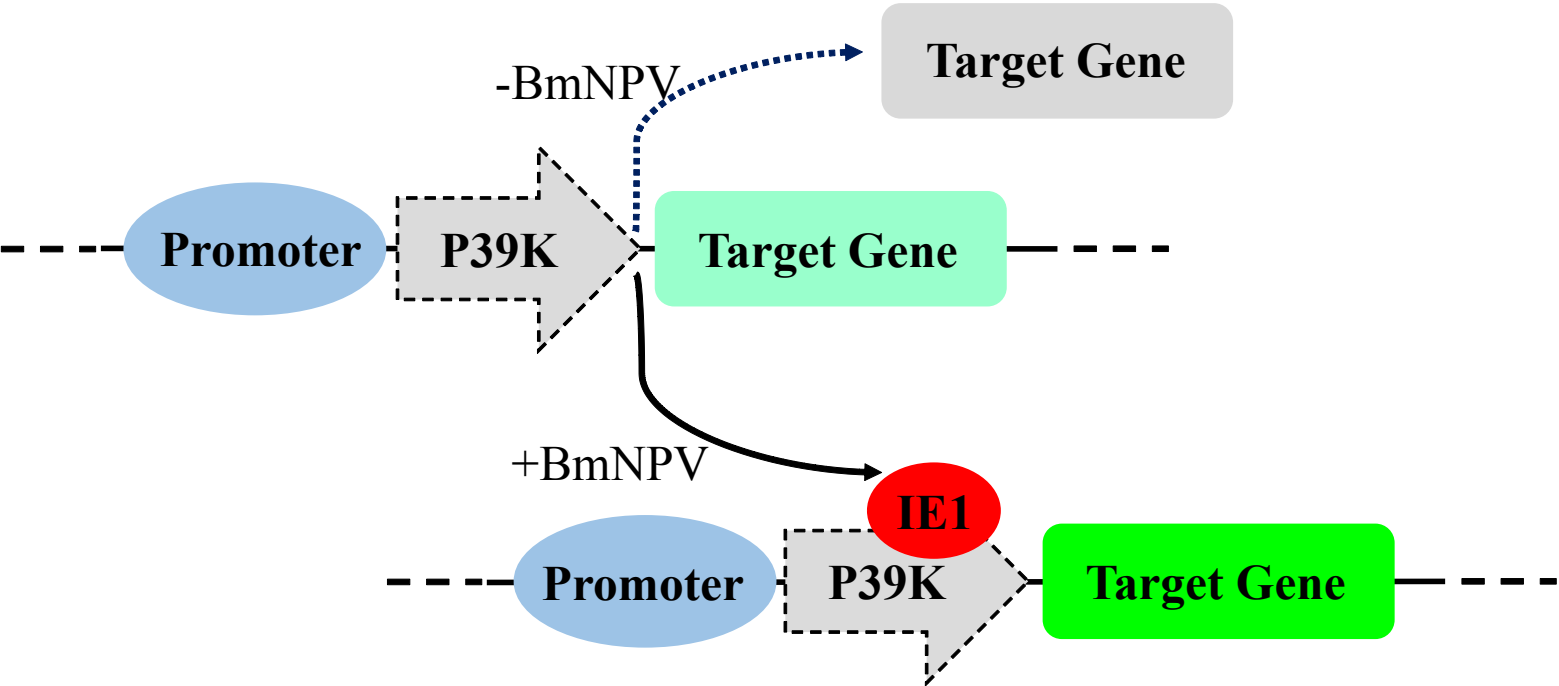 Target Gene
-BmNPV
Promoter
P39K
Target Gene
+BmNPV
IE1
Promoter
P39K
Target Gene